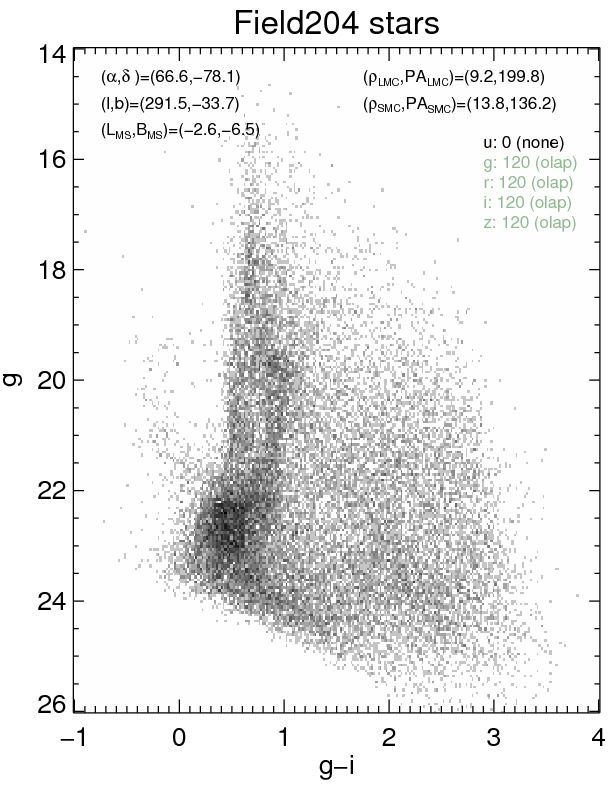 Field204 stars
(α,δ )=(66.6,−78.1)
(ρLMC,PALMC)=(9.2,199.8)
(l,b)=(291.5,−33.7)
(ρSMC,PASMC)=(13.8,136.2)
(LMS,BMS)=(−2.6,−6.5)
u: 0 (none)
g: 120 (olap)
r: 120 (olap)
i: 120 (olap)
z: 120 (olap)
14
16
18
20
22
24
26
g
−1 0 1 2 3 4
g−i